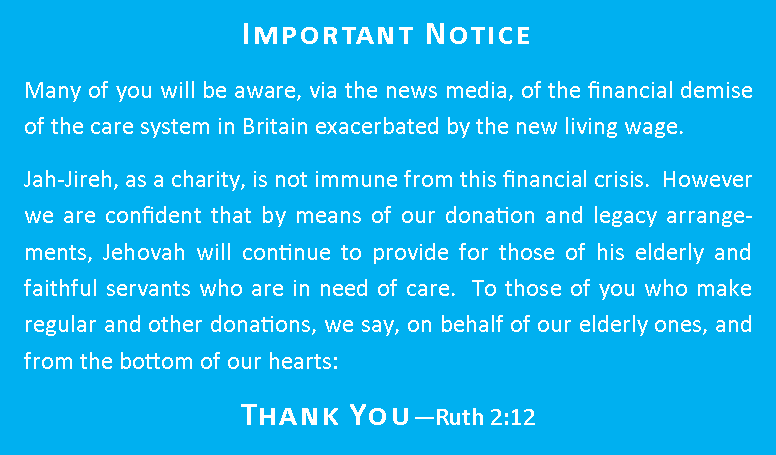 IMPORTANT NOTICE
Many of you will be aware, via the news media, of the financial demise
of the care system in Britain exacerbated by the new living wage.
Jah-Jireh, as a charity, is not immune from this financial crisis.  However
we are confident that by means of our donation and legacy arrange-
ments, Jehovah will continue to provide for those of his elderly and
faithful servants who are in need of care.  To those of you who make
regular and other donations, we say, on behalf of our elderly ones, and
from the bottom of our hearts:
THANK YOU—Ruth 2:12